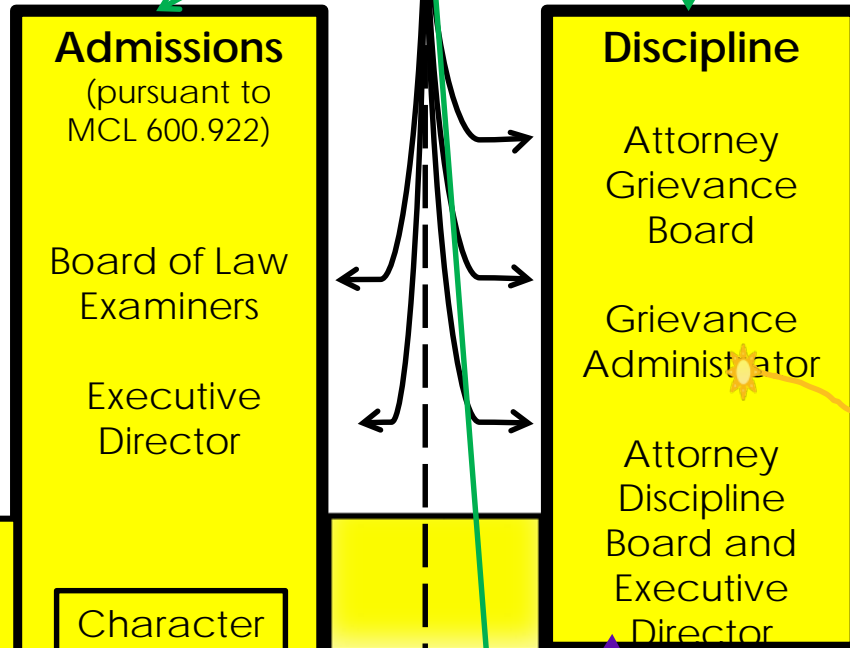 Admissions
(pursuant to
MCL 600.922)
Board of Law
Examiners
Executive
Director
Character
Discipline
Attorney
Grievance
Board
Grievance
Administrator
Attorney
Discipline
Board and
Executive
Director